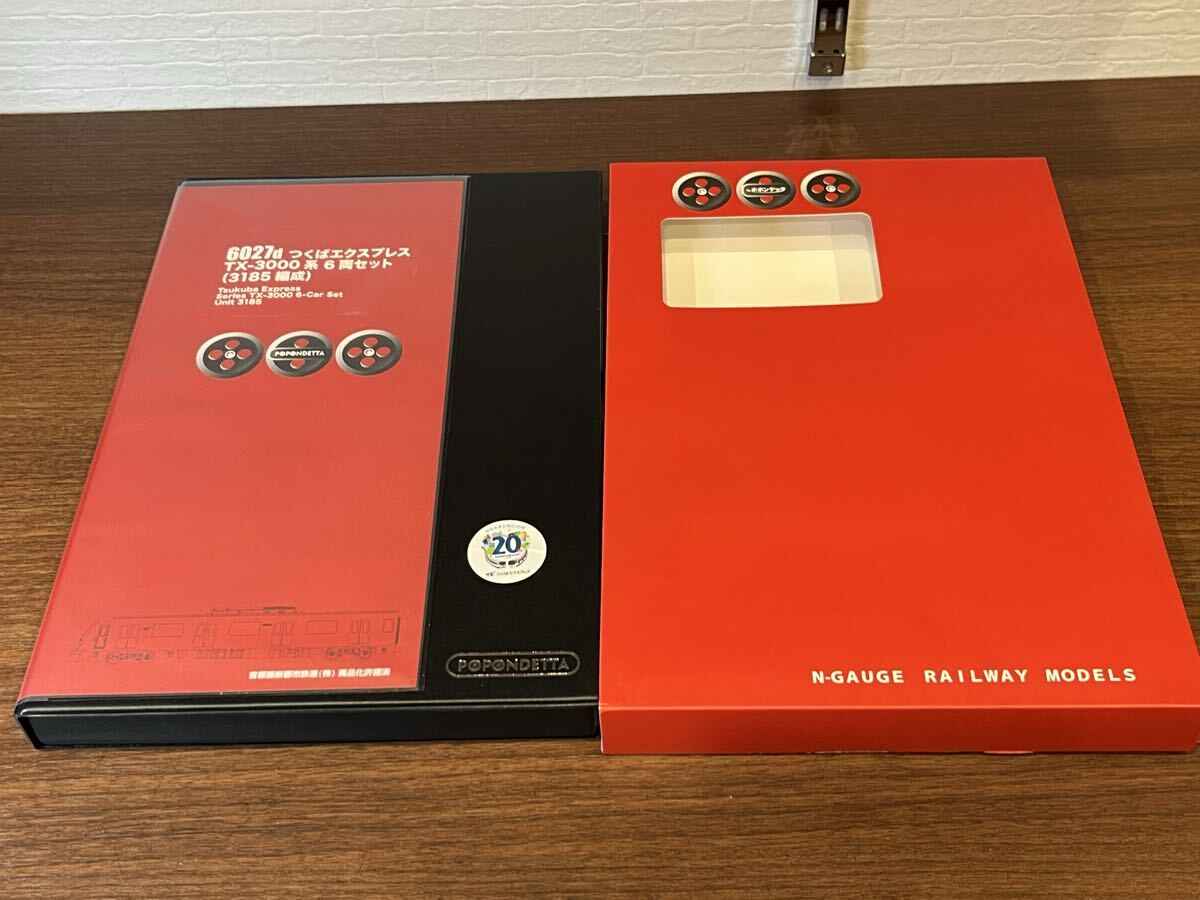 6027d つくばエクスプレス
TX-3000 系 6 両セット
(3185 編成)
Tsukuba Express
Series TX-3000 6-Car Set
Unit 3185
POPONDETTA
20
首都圏新都市鉄道(株) 商品化許諾済
POPONDETTA
ポポンデッタ
N-GAUGE RAILWAY MODELS